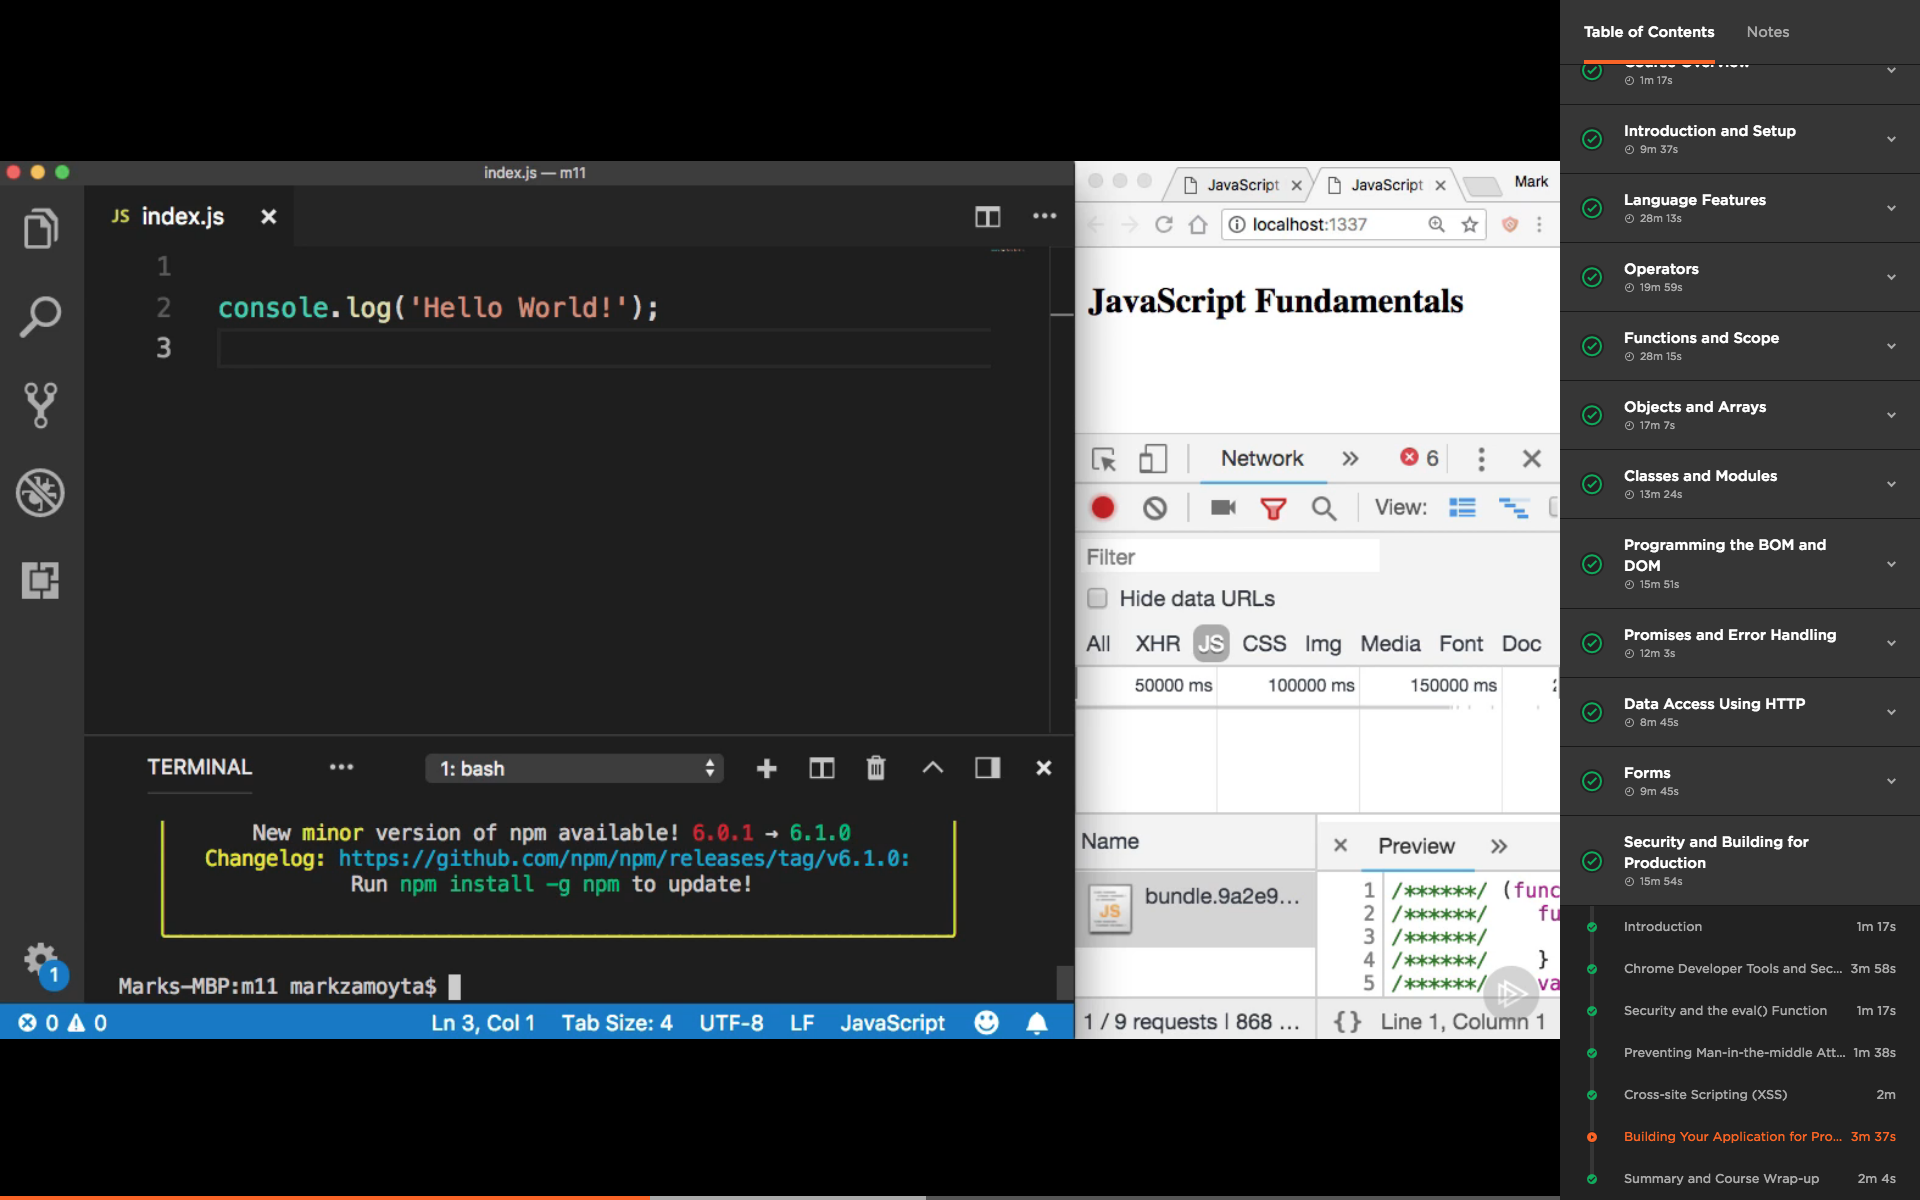 index.js — m11
JS index.js
1
2 console.log('Hello World!');
3
TERMINAL
1: bash
New minor version of npm available! 6.0.1 → 6.1.0
Changelog: https://github.com/npm/npm/releases/tag/v6.1.0:
Run npm install -g npm to update!
Marks-MBP:m11 markzamoyta$
1
0 0
Ln 3, Col 1 Tab Size: 4 UTF-8 LF JavaScript
JavaScript JavaScript Mark
localhost:1337
JavaScript Fundamentals
Network » 6
View:
Filter
Hide data URLs
All XHR JS CSS Img Media Font Doc
50000 ms 100000 ms 150000 ms
Name
Preview »
bundle.9a2e9...
1 /******/ (func
2 /******/ fu
3 /******/
4 /******/ }
5 /******/ va
1 / 9 requests | 868 ...
{} Line 1, Column 1
Table of Contents Notes
Course Overview
1m 17s
Introduction and Setup
9m 37s
Language Features
28m 13s
Operators
19m 59s
Functions and Scope
28m 15s
Objects and Arrays
17m 7s
Classes and Modules
13m 24s
Programming the BOM and
DOM
15m 51s
Promises and Error Handling
12m 3s
Data Access Using HTTP
8m 45s
Forms
9m 45s
Security and Building for
Production
15m 54s
Introduction 1m 17s
Chrome Developer Tools and Sec... 3m 58s
Security and the eval() Function 1m 17s
Preventing Man-in-the-middle Att... 1m 38s
Cross-site Scripting (XSS) 2m
Building Your Application for Pro... 3m 37s
Summary and Course Wrap-up 2m 4s